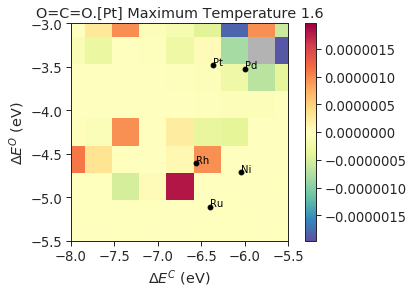 O=C=O.[Pt] Maximum Temperature 1.6
−3.0
−3.5
−4.0
−4.5
−5.0
−5.5
ΔE^O (eV)
Pt
Pd
Rh
Ni
Ru
−8.0 −7.5 −7.0 −6.5 −6.0 −5.5
ΔE^C (eV)
0.0000015
0.0000010
0.0000005
0.0000000
−0.0000005
−0.0000010
−0.0000015